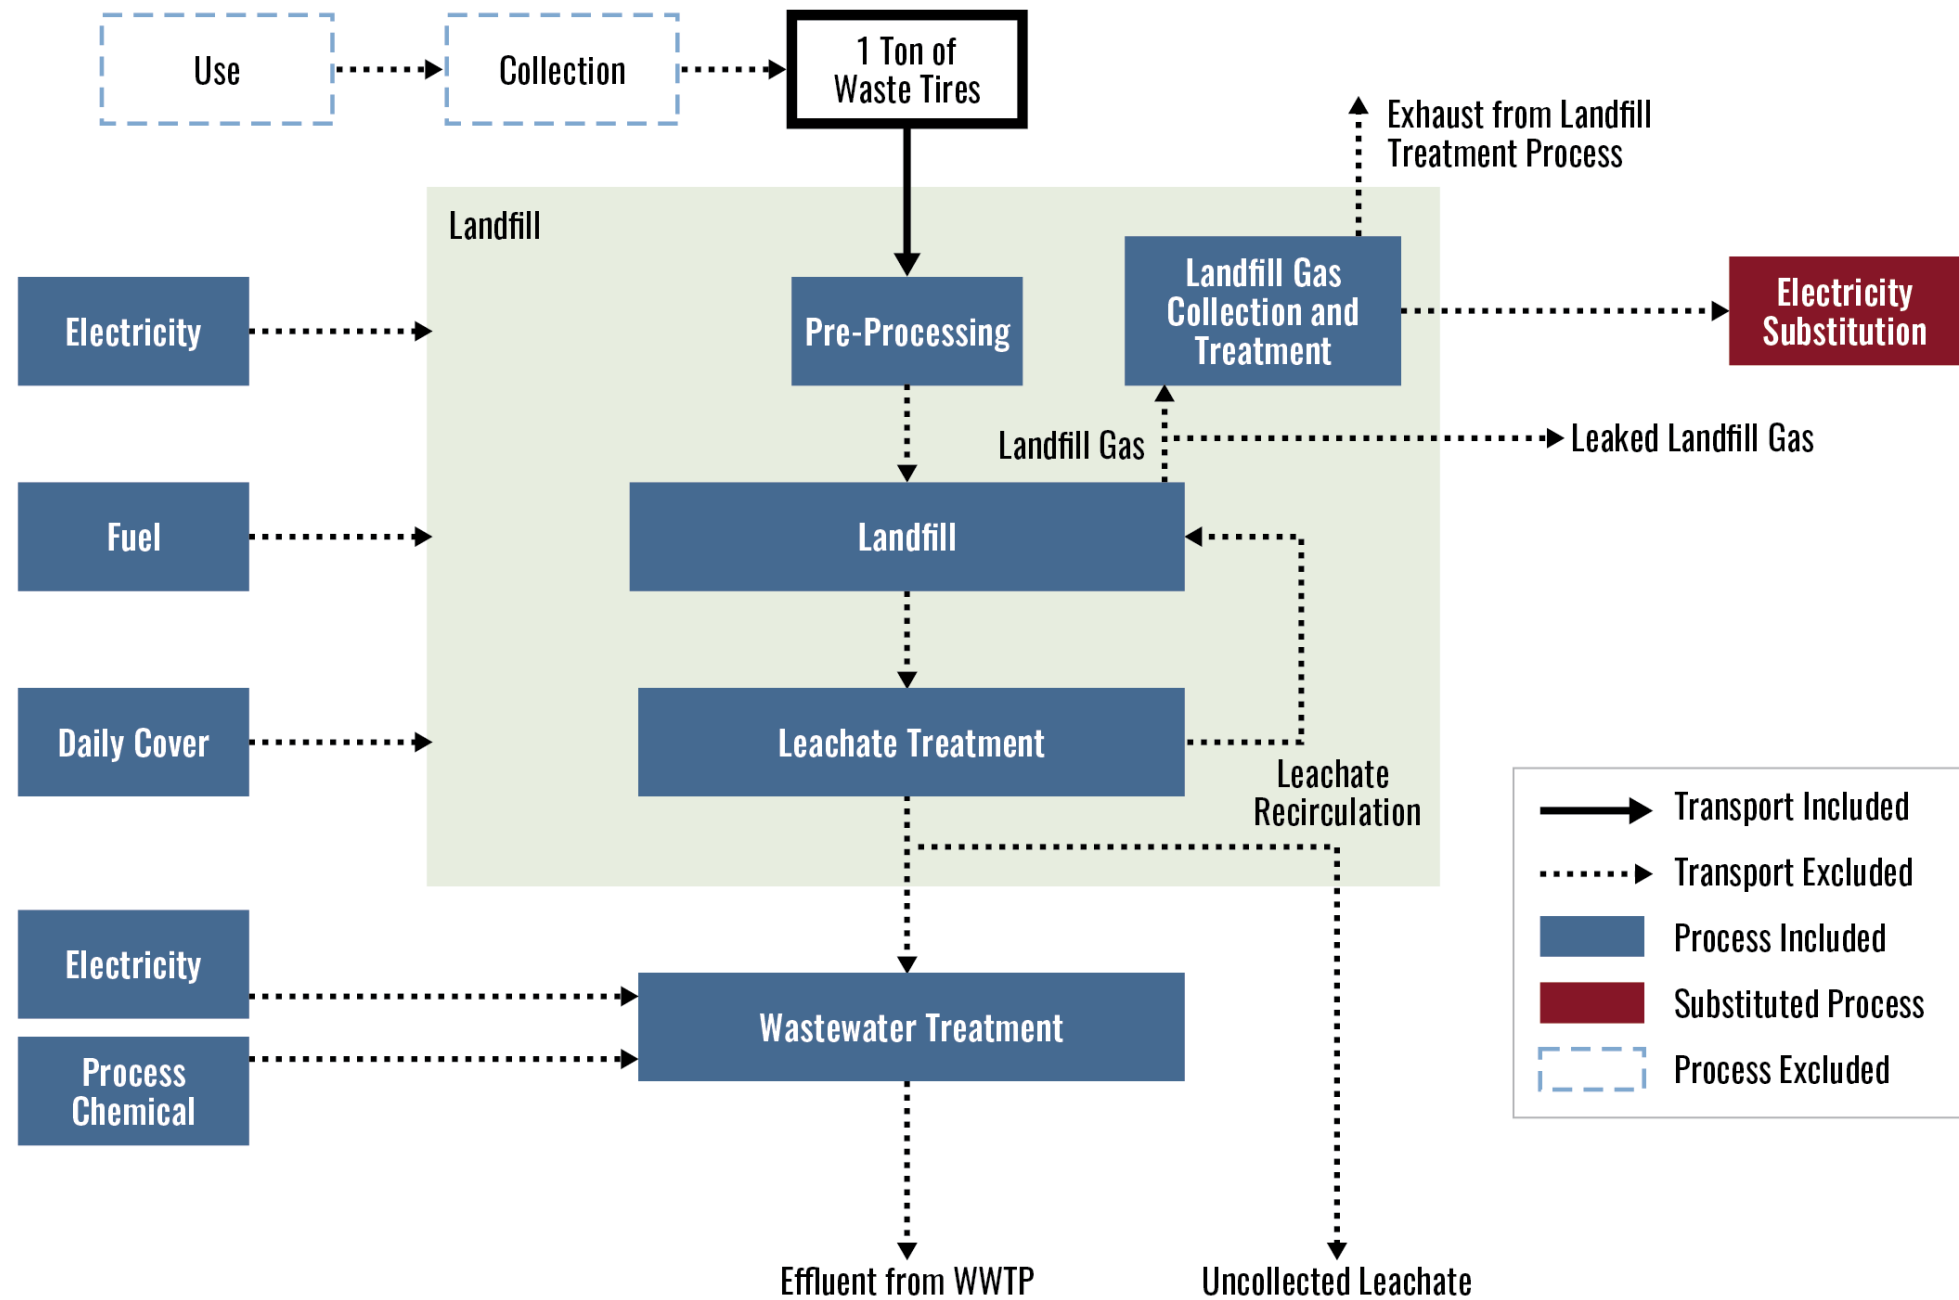 Use
Collection
1 Ton of
Waste Tires
Exhaust from Landfill
Treatment Process
Landfill
Electricity
Pre-Processing
Landfill Gas
Collection and
Treatment
Electricity
Substitution
Landfill Gas
Leaked Landfill Gas
Fuel
Landfill
Daily Cover
Leachate Treatment
Leachate
Recirculation
Electricity
Process
Chemical
Wastewater Treatment
Effluent from WWTP
Uncollected Leachate
Transport Included
Transport Excluded
Process Included
Substituted Process
Process Excluded